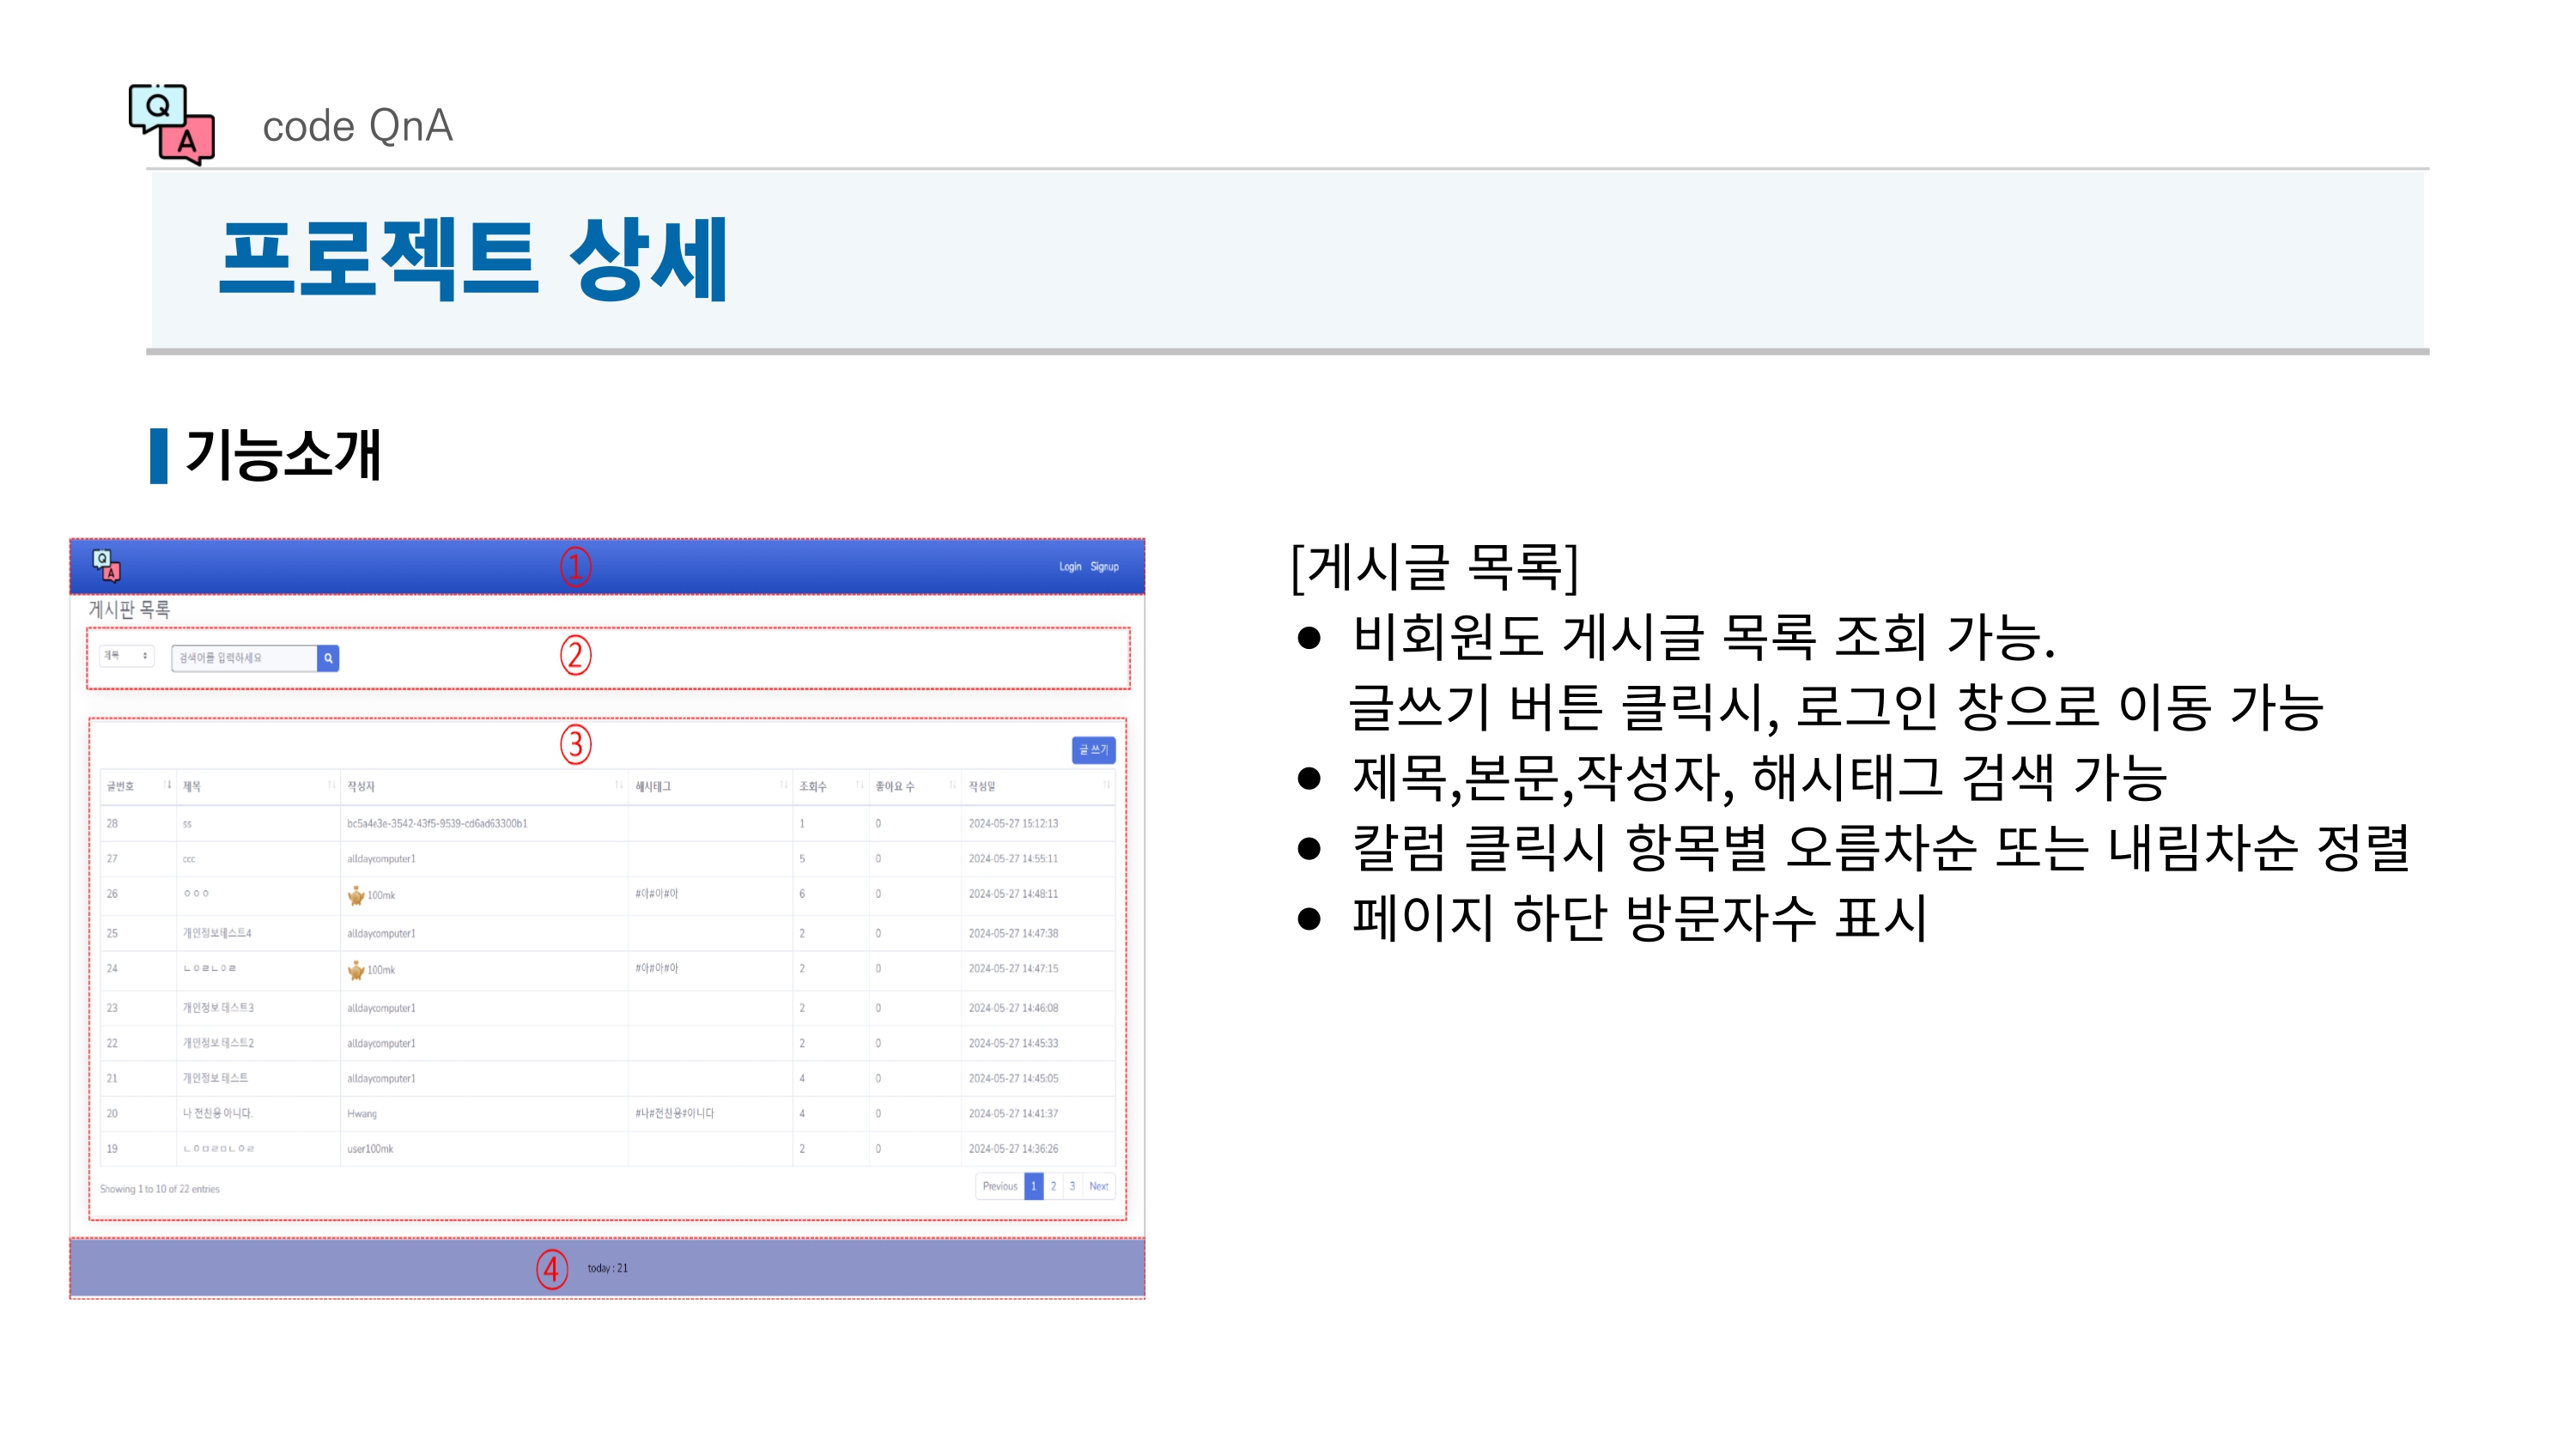 Q
A
code QnA
프로젝트 상세
기능소개
Q
A
①
Login Signup
게시판 목록
제목
검색어를 입력하세요
②
③
글 쓰기
글번호 제목 작성자 해시태그 조회수 좋아요 수 작성일
28 ss bc5a4e3e-3542-43f5-9539-cd6ad63300b1 1 0 2024-05-27 15:12:13
27 ccc alldaycomputer1 5 0 2024-05-27 14:55:11
26 ㅇㅇㅇ 100mk #아#아#아 6 0 2024-05-27 14:48:11
25 개인정보테스트4 alldaycomputer1 2 0 2024-05-27 14:47:38
24 ㄴㅇㄹㄴㅇㄹ 100mk #아#아#아 2 0 2024-05-27 14:47:15
23 개인정보 테스트3 alldaycomputer1 2 0 2024-05-27 14:46:08
22 개인정보 테스트2 alldaycomputer1 2 0 2024-05-27 14:45:33
21 개인정보 테스트 alldaycomputer1 4 0 2024-05-27 14:45:05
20 나 전찬용 아니다. Hwang #나#전찬용#아니다 4 0 2024-05-27 14:41:37
19 user100mk 2 0 2024-05-27 14:36:26
Showing 1 to 10 of 22 entries
Previous 1 2 3 Next
④ today : 21
[게시글 목록]
● 비회원도 게시글 목록 조회 가능.
글쓰기 버튼 클릭시, 로그인 창으로 이동 가능
● 제목,본문,작성자, 해시태그 검색 가능
● 칼럼 클릭시 항목별 오름차순 또는 내림차순 정렬
● 페이지 하단 방문자수 표시